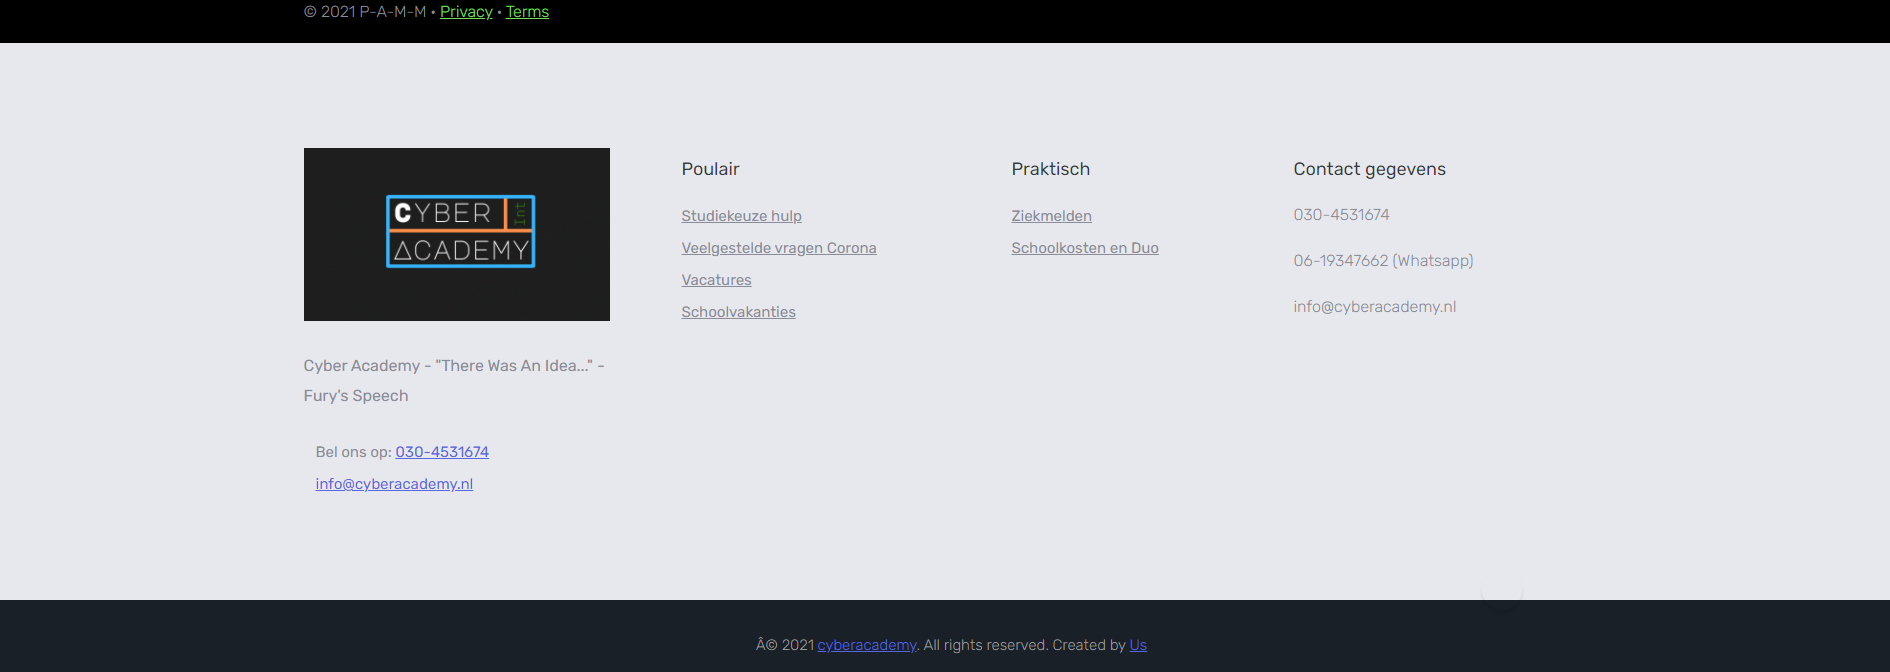 © 2021 P-A-M-M · Privacy · Terms
CYBER Int
ACADEMY
Cyber Academy - "There Was An Idea..." -
Fury's Speech
Bel ons op: 030-4531674
info@cyberacademy.nl
Poulair
Studiekeuze hulp
Veelgestelde vragen Corona
Vacatures
Schoolvakanties
Praktisch
Ziekmelden
Schoolkosten en Duo
Contact gegevens
030-4531674
06-19347662 (Whatsapp)
info@cyberacademy.nl
Â© 2021 cyberacademy. All rights reserved. Created by Us